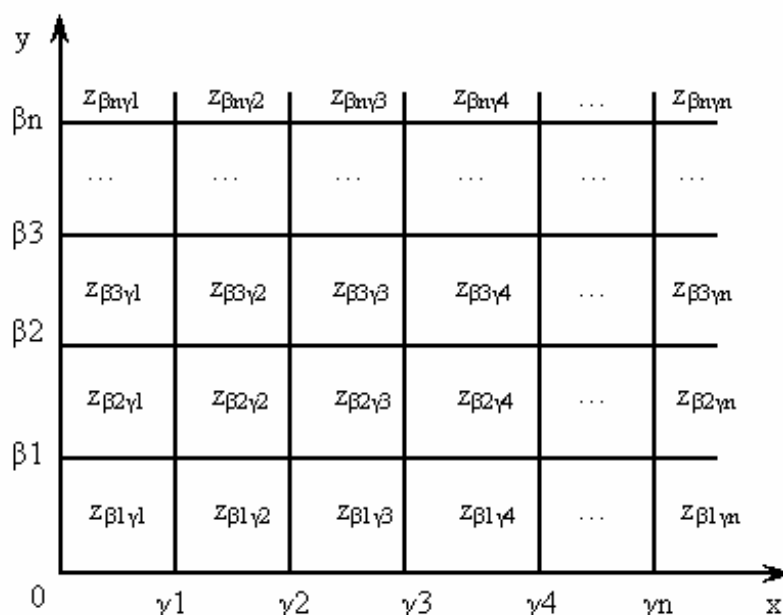 y
zβnγ1 zβnγ2 zβnγ3 zβnγ4 ... zβnγn
βn
... ... ... ... ... ...
β3
zβ3γ1 zβ3γ2 zβ3γ3 zβ3γ4 ... zβ3γn
β2
zβ2γ1 zβ2γ2 zβ2γ3 zβ2γ4 ... zβ2γn
β1
zβ1γ1 zβ1γ2 zβ1γ3 zβ1γ4 ... zβ1γn
0 γ1 γ2 γ3 γ4 γn x